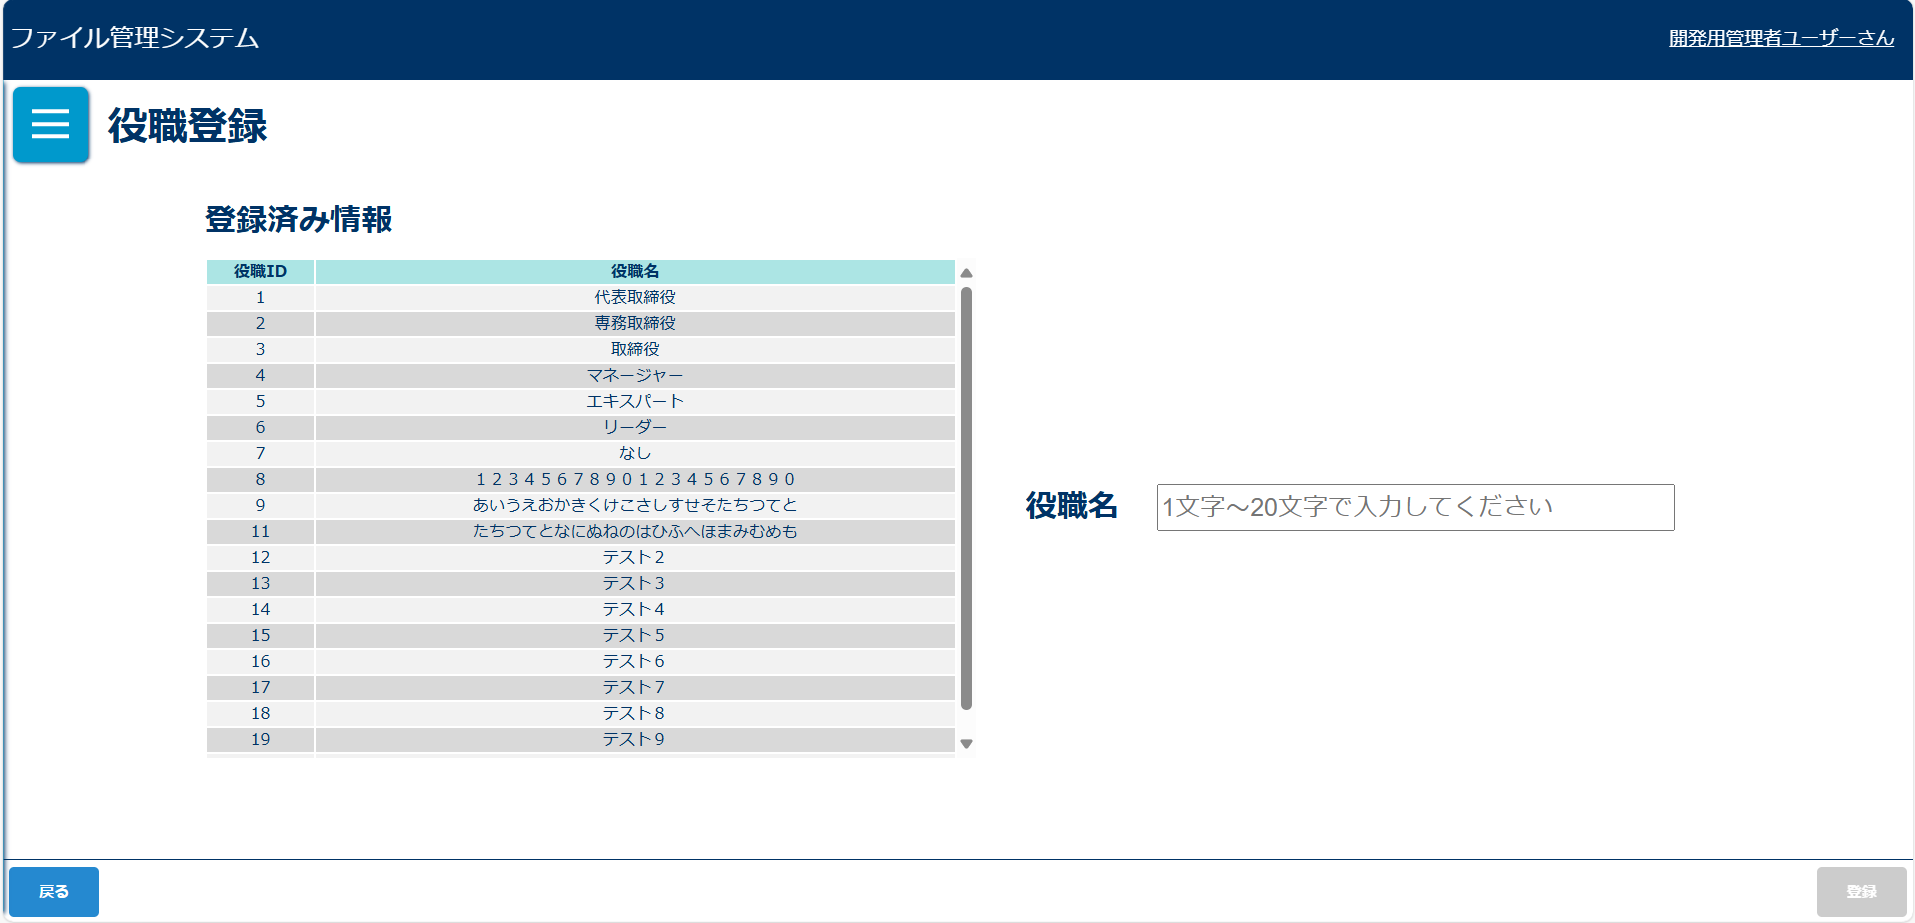 ファイル管理システム
開発用管理者ユーザーさん
役職登録
登録済み情報
役職ID 役職名
1 代表取締役
2 専務取締役
3 取締役
4 マネージャー
5 エキスパート
6 リーダー
7 なし
8 １２３４５６７８９０１２３４５６７８９０
9 あいうえおかきくけこさしすせそたちつてと
11 たちつてとなにぬねのはひふへほまみむめも
12 テスト２
13 テスト３
14 テスト４
15 テスト５
16 テスト６
17 テスト７
18 テスト８
19 テスト９
役職名 1文字～20文字で入力してください
戻る
登録